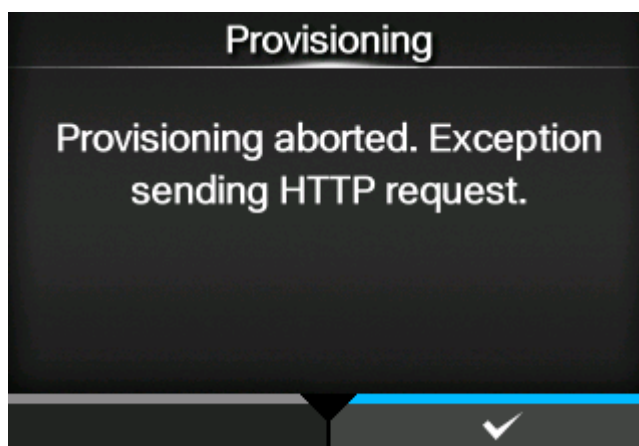 Provisioning
Provisioning aborted. Exception
sending HTTP request.